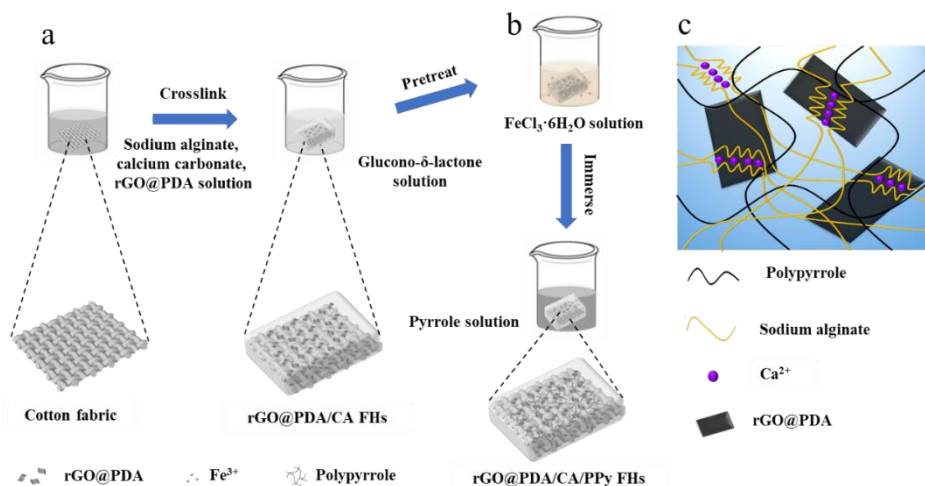 a
Crosslink
Sodium alginate,
calcium carbonate,
rGO@PDA solution
Glucono-δ-lactone
solution
Pretreat
Cotton fabric
rGO@PDA/CA FHs
rGO@PDA
Fe³⁺
Polypyrrole
b
FeCl₃·6H₂O solution
Immerse
Pyrrole solution
rGO@PDA/CA/PPy FHs
c
Polypyrrole
Sodium alginate
Ca²⁺
rGO@PDA